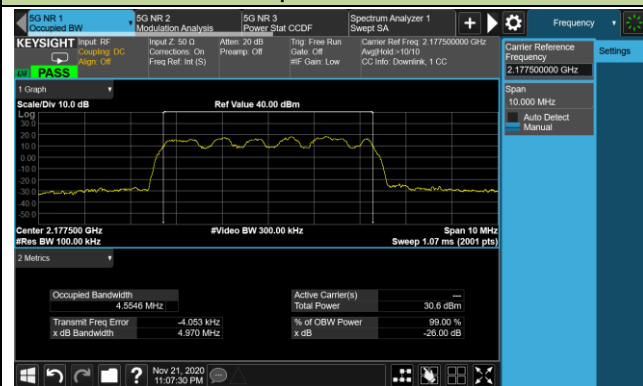 5G NR 1
Occupied BW
5G NR 2
Modulation Analysis
5G NR 3
Power Stat CCDF
Spectrum Analyzer 1
Swept SA
Frequency
KEYSIGHT
Input: RF
Coupling: DC
Align: Off
Input Z: 50 Ω
Corrections: On
Freq Ref: Int (S)
Atten: 20 dB
Preamp: Off
Trig: Free Run
Gate: Off
#IF Gain: Low
Carrier Ref Freq: 2.177500000 GHz
Avg|Hold:>10/10
CC Info: Downlink, 1 CC
PASS
Carrier Reference
Frequency
2.177500000 GHz
Settings
Span
10.000 MHz
Auto Detect
Manual
1 Graph
Scale/Div 10.0 dB
Ref Value 40.00 dBm
Log
30.0
20.0
10.0
0.00
-10.0
-20.0
-30.0
-40.0
-50.0
Center 2.177500 GHz
#Video BW 300.00 kHz
Span 10 MHz
#Res BW 100.00 kHz
Sweep 1.07 ms (2001 pts)
2 Metrics
Occupied Bandwidth
4.5546 MHz
Active Carrier(s)
---
Total Power
30.6 dBm
Transmit Freq Error
-4.053 kHz
% of OBW Power
99.00 %
x dB Bandwidth
4.970 MHz
x dB
-26.00 dB
Nov 21, 2020
11:07:30 PM